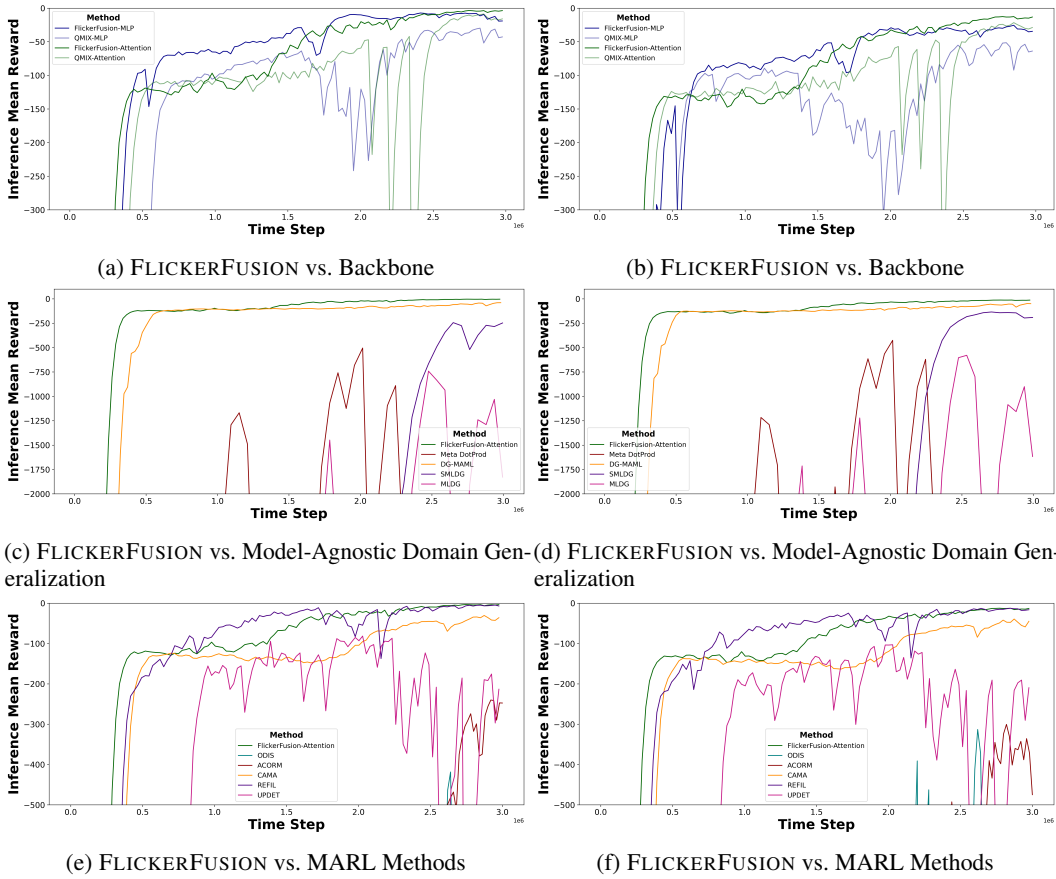 Method
FlickerFusion-MLP
QMIX-MLP
FlickerFusion-Attention
QMIX-Attention
Inference Mean Reward
0
−50
−100
−150
−200
−250
−300
0.0 0.5 1.0 1.5 2.0 2.5 3.0
1e6
Time Step
(a) FLICKERFUSION vs. Backbone
Method
FlickerFusion-MLP
QMIX-MLP
FlickerFusion-Attention
QMIX-Attention
Inference Mean Reward
0
−50
−100
−150
−200
−250
−300
0.0 0.5 1.0 1.5 2.0 2.5 3.0
1e6
Time Step
(b) FLICKERFUSION vs. Backbone
Inference Mean Reward
0
−250
−500
−750
−1000
−1250
−1500
−1750
−2000
Method
FlickerFusion-Attention
Meta DotProd
DG-MAML
SMLDG
MLDG
0.0 0.5 1.0 1.5 2.0 2.5 3.0
1e6
Time Step
(c) FLICKERFUSION vs. Model-Agnostic Domain Gen-
eralization
Inference Mean Reward
0
−250
−500
−750
−1000
−1250
−1500
−1750
−2000
Method
FlickerFusion-Attention
Meta DotProd
DG-MAML
SMLDG
MLDG
0.0 0.5 1.0 1.5 2.0 2.5 3.0
1e6
Time Step
(d) FLICKERFUSION vs. Model-Agnostic Domain Gen-
eralization
Inference Mean Reward
0
−100
−200
−300
−400
−500
Method
FlickerFusion-Attention
ODIS
ACORM
CAMA
REFIL
UPDET
0.0 0.5 1.0 1.5 2.0 2.5 3.0
1e6
Time Step
(e) FLICKERFUSION vs. MARL Methods
Inference Mean Reward
0
−100
−200
−300
−400
−500
Method
FlickerFusion-Attention
ODIS
ACORM
CAMA
REFIL
UPDET
0.0 0.5 1.0 1.5 2.0 2.5 3.0
1e6
Time Step
(f) FLICKERFUSION vs. MARL Methods